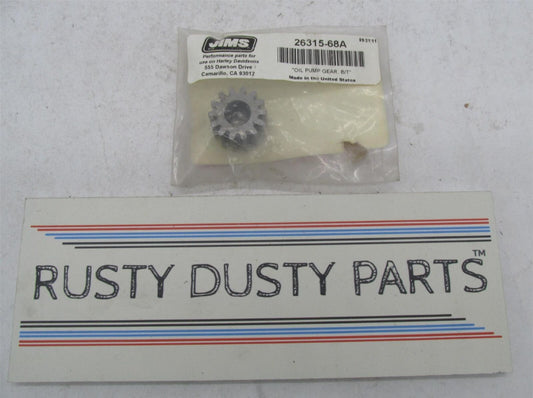 JIMS
Performance parts for
use on Harley Davidsons
555 Dawson Drive
Camarillo, CA 93012
26315-68A
"OIL PUMP GEAR, B/T"
Made in the United States
RUSTY DUSTY PARTS™